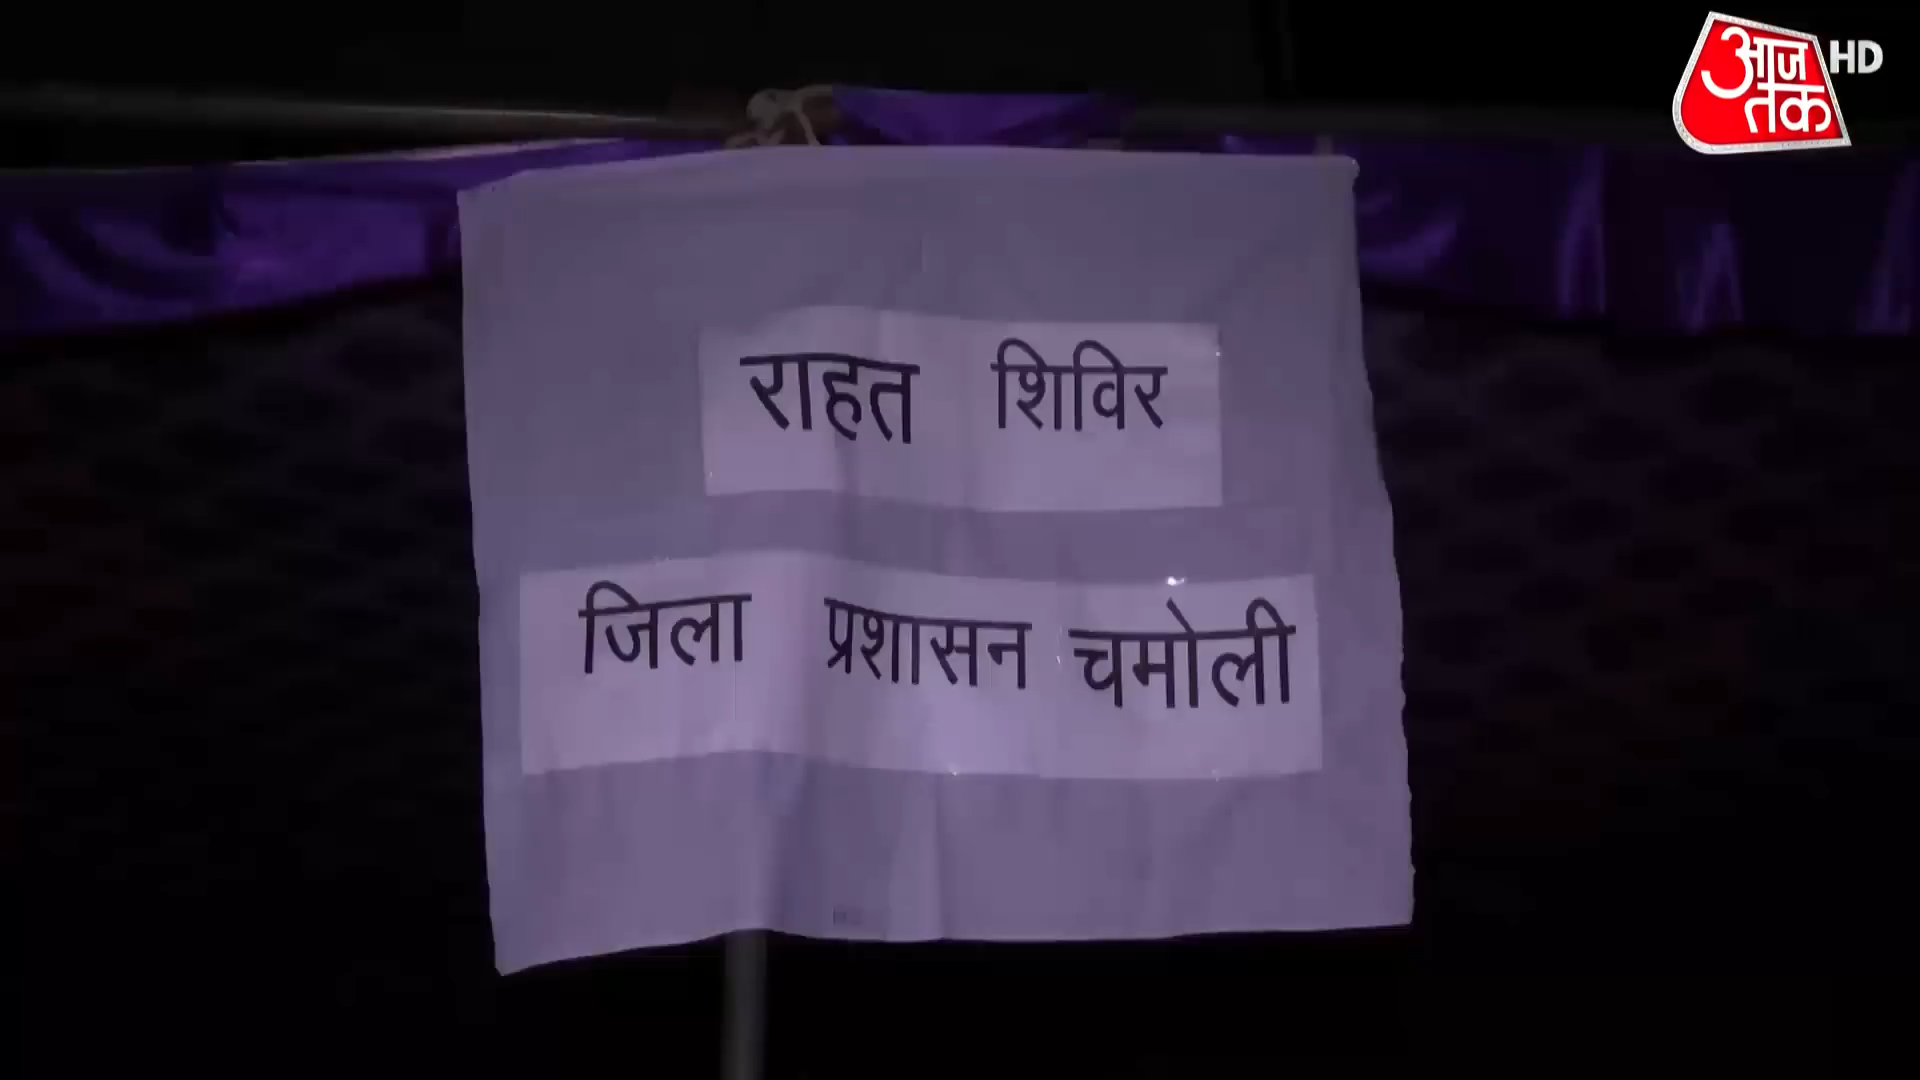 आज तक HD
राहत शिविर
जिला प्रशासन चमोली